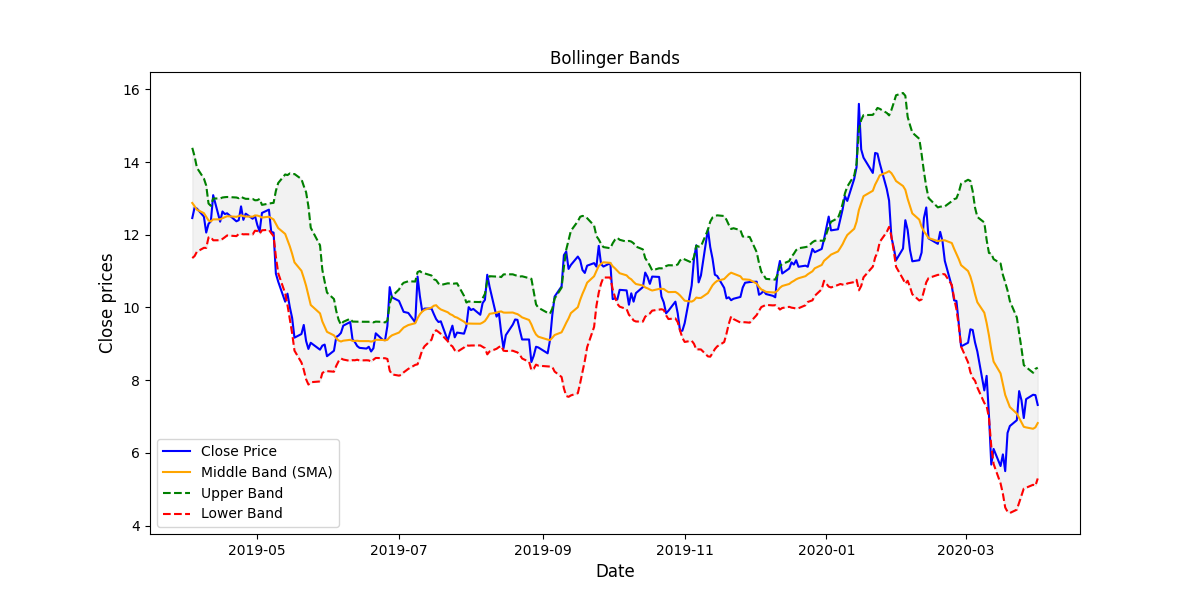 Bollinger Bands
Close prices
16
14
12
10
8
6
4
Close Price
Middle Band (SMA)
Upper Band
Lower Band
2019-05
2019-07
2019-09
2019-11
2020-01
2020-03
Date